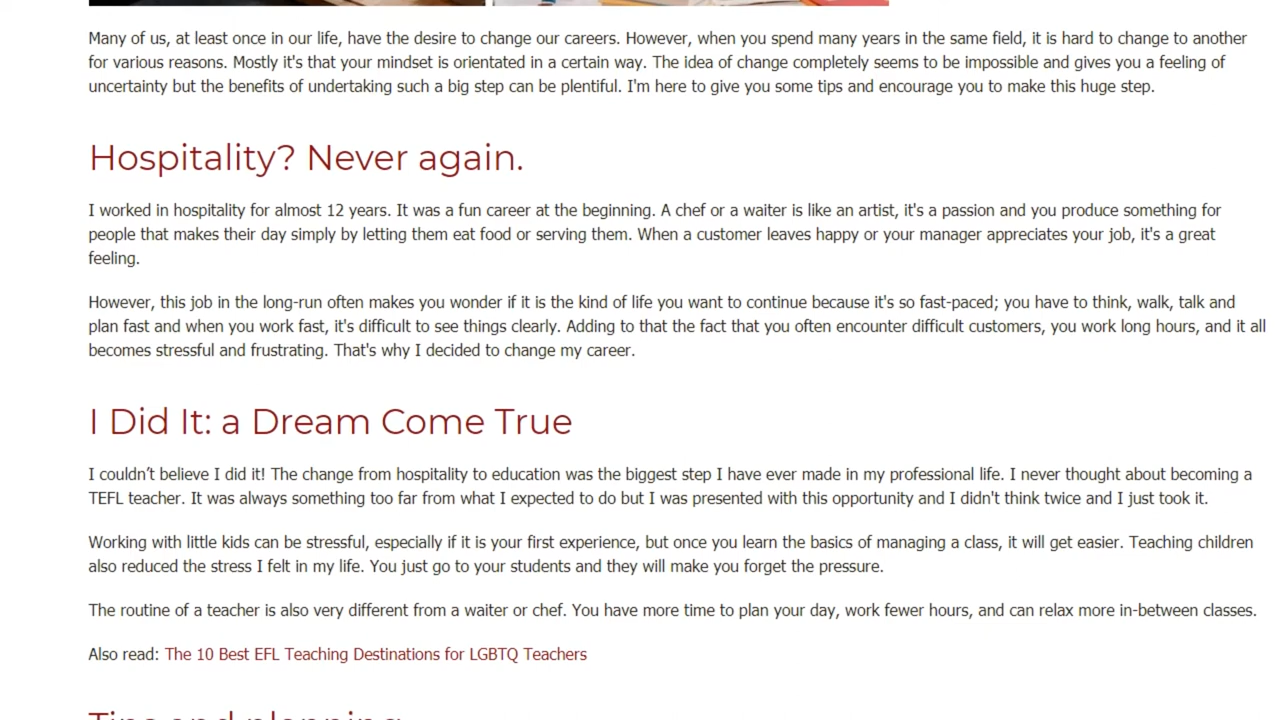 Many of us, at least once in our life, have the desire to change our careers. However, when you spend many years in the same field, it is hard to change to another
for various reasons. Mostly it's that your mindset is orientated in a certain way. The idea of change completely seems to be impossible and gives you a feeling of
uncertainty but the benefits of undertaking such a big step can be plentiful. I'm here to give you some tips and encourage you to make this huge step.
Hospitality? Never again.
I worked in hospitality for almost 12 years. It was a fun career at the beginning. A chef or a waiter is like an artist, it's a passion and you produce something for
people that makes their day simply by letting them eat food or serving them. When a customer leaves happy or your manager appreciates your job, it's a great
feeling.
However, this job in the long-run often makes you wonder if it is the kind of life you want to continue because it's so fast-paced; you have to think, walk, talk and
plan fast and when you work fast, it's difficult to see things clearly. Adding to that the fact that you often encounter difficult customers, you work long hours, and it all
becomes stressful and frustrating. That's why I decided to change my career.
I Did It: a Dream Come True
I couldn’t believe I did it! The change from hospitality to education was the biggest step I have ever made in my professional life. I never thought about becoming a
TEFL teacher. It was always something too far from what I expected to do but I was presented with this opportunity and I didn't think twice and I just took it.
Working with little kids can be stressful, especially if it is your first experience, but once you learn the basics of managing a class, it will get easier. Teaching children
also reduced the stress I felt in my life. You just go to your students and they will make you forget the pressure.
The routine of a teacher is also very different from a waiter or chef. You have more time to plan your day, work fewer hours, and can relax more in-between classes.
Also read: The 10 Best EFL Teaching Destinations for LGBTQ Teachers
Tips and planning